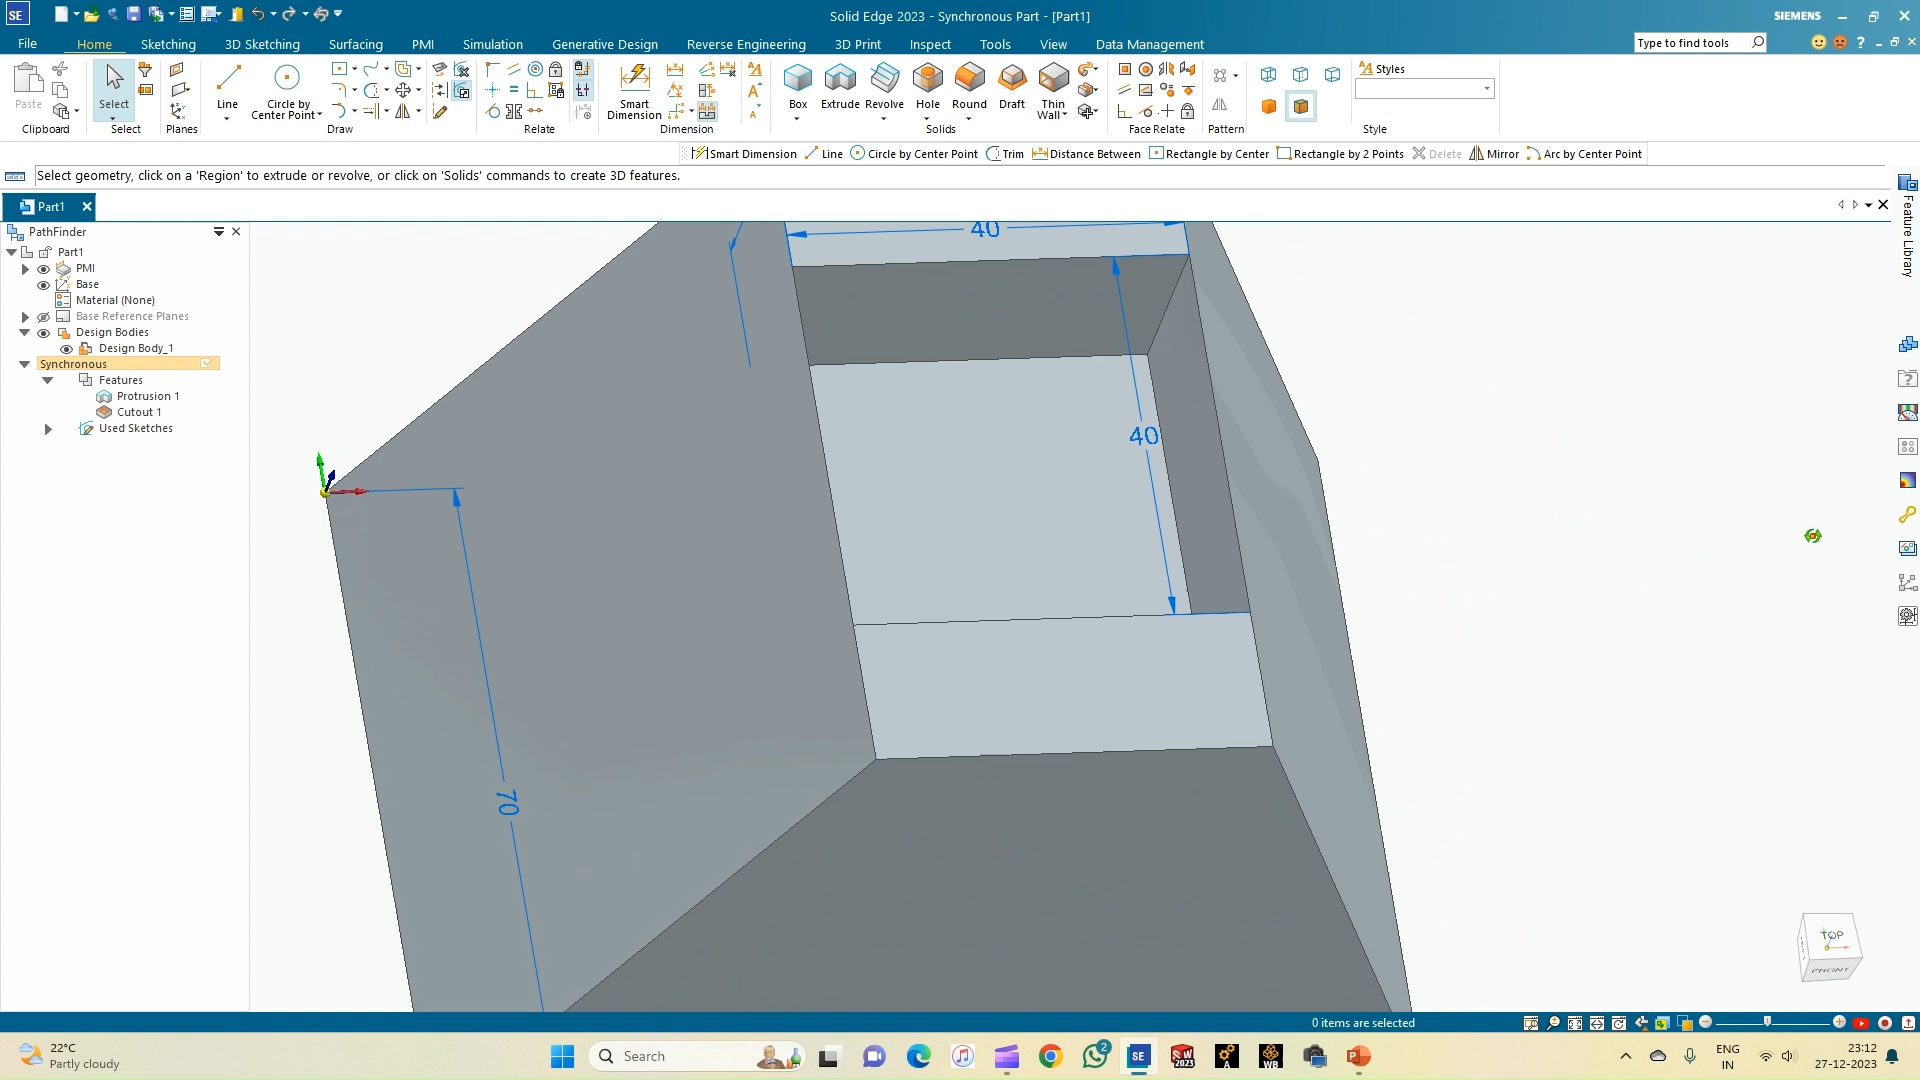 SE
Solid Edge 2023 - Synchronous Part - [Part1]
SIEMENS
File
Home
Sketching
3D Sketching
Surfacing
PMI
Simulation
Generative Design
Reverse Engineering
3D Print
Inspect
Tools
View
Data Management
Type to find tools
Paste
Clipboard
Select
Select
Planes
Line
Circle by
Center Point
Draw
Relate
Smart
Dimension
Dimension
Box
Extrude
Revolve
Hole
Round
Draft
Thin
Wall
Solids
Face Relate
Pattern
Styles
Style
Smart Dimension
Line
Circle by Center Point
Trim
Distance Between
Rectangle by Center
Rectangle by 2 Points
Delete
Mirror
Arc by Center Point
Select geometry, click on a 'Region' to extrude or revolve, or click on 'Solids' commands to create 3D features.
Part1
PathFinder
Part1
PMI
Base
Material (None)
Base Reference Planes
Design Bodies
Design Body_1
Synchronous
Features
Protrusion 1
Cutout 1
Used Sketches
Feature Library
40
40
70
TOP
FRONT
0 items are selected
22°C
Partly cloudy
Search
2
SE
SW
2023
A
WB
P
ENG
IN
23:12
27-12-2023